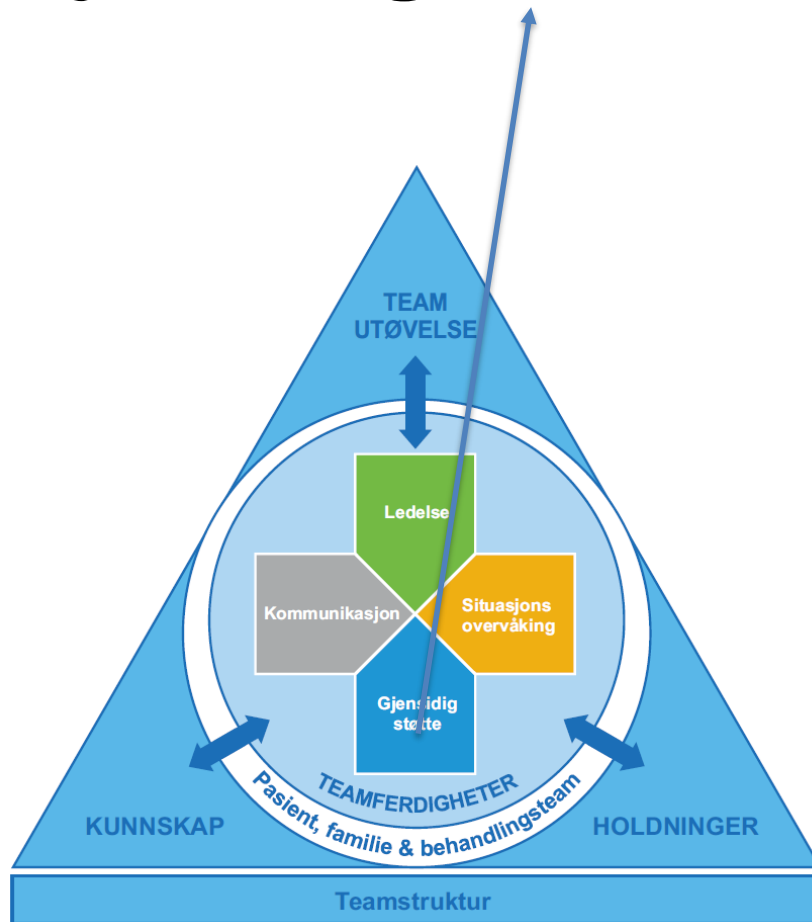 TEAM
UTØVELSE
Ledelse
Kommunikasjon
Situasjons
overvåking
Gjensidig
støtte
TEAMFERDIGHETER
Pasient, familie & behandlingsteam
KUNNSKAP
HOLDNINGER
Teamstruktur